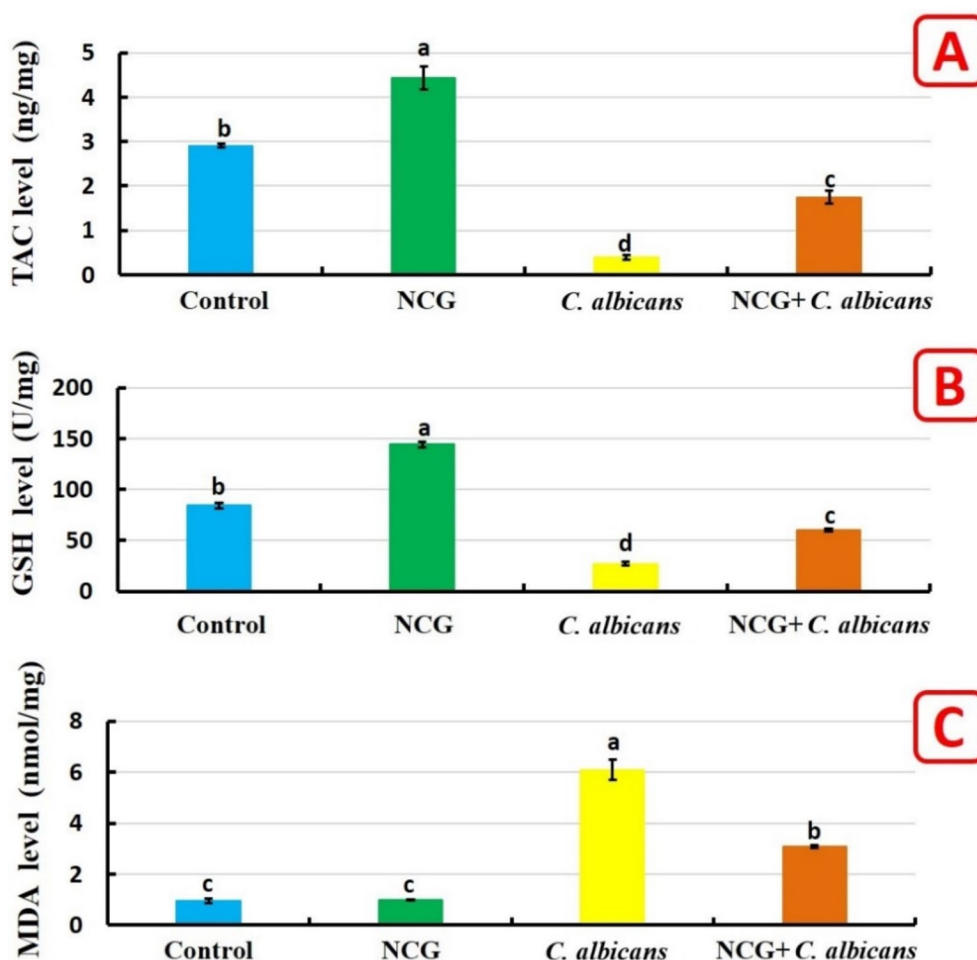 A
TAC level (ng/mg)
5
4
3
2
1
0
b
a
d
c
Control
NCG
C. albicans
NCG+ C. albicans
B
GSH level (U/mg)
200
150
100
50
0
b
a
d
c
Control
NCG
C. albicans
NCG+ C. albicans
C
MDA level (nmol/mg)
8
6
4
2
0
c
c
a
b
Control
NCG
C. albicans
NCG+ C. albicans